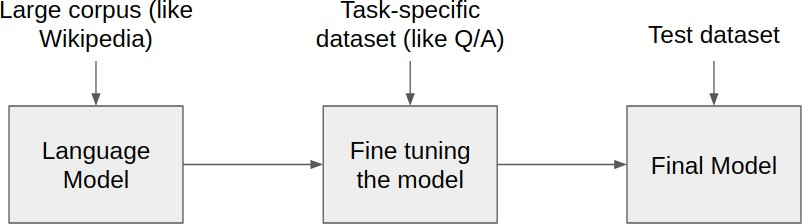 Large corpus (like
Wikipedia)
Task-specific
dataset (like Q/A)
Test dataset
Language
Model
Fine tuning
the model
Final Model